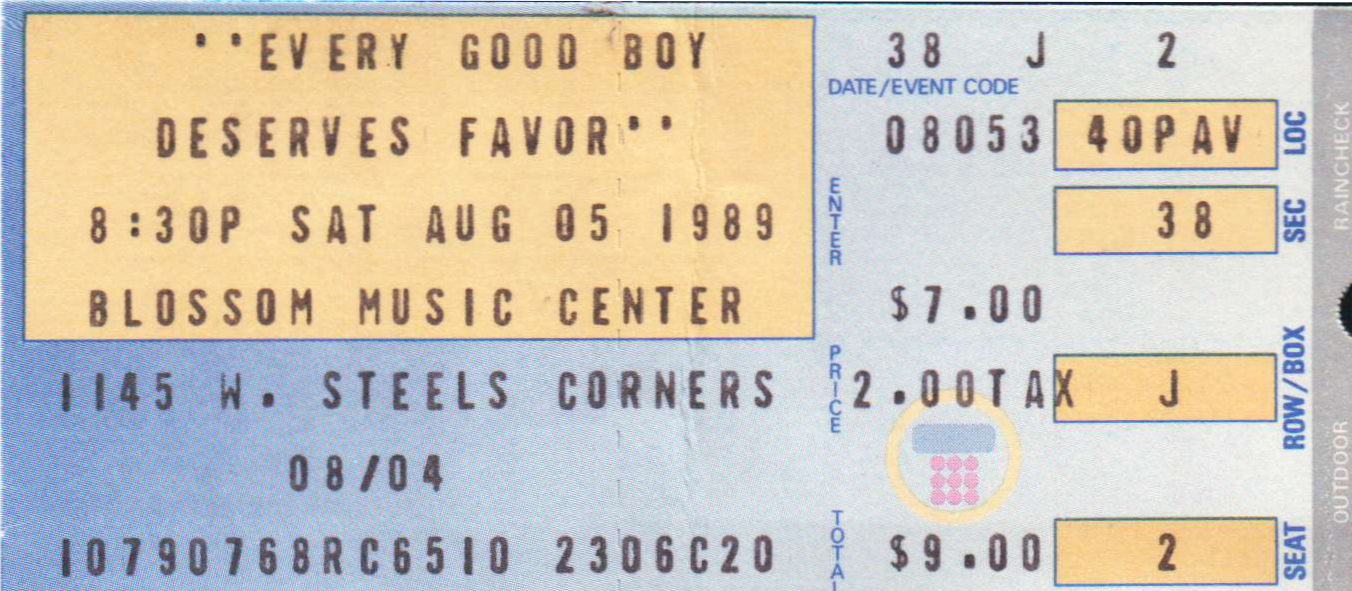 ''EVERY GOOD BOY
DESERVES FAVOR''
8:30P SAT AUG 05 1989
BLOSSOM MUSIC CENTER
1145 W. STEELS CORNERS
08/04
10790768RC6510 2306C20
38 J 2
DATE/EVENT CODE
08053
ENTER
$7.00
PRICE
2.00TAX
TOTAL
$9.00
40PAV
LOC
38
SEC
J
ROW/BOX
2
SEAT
RAINCHECK
OUTDOOR